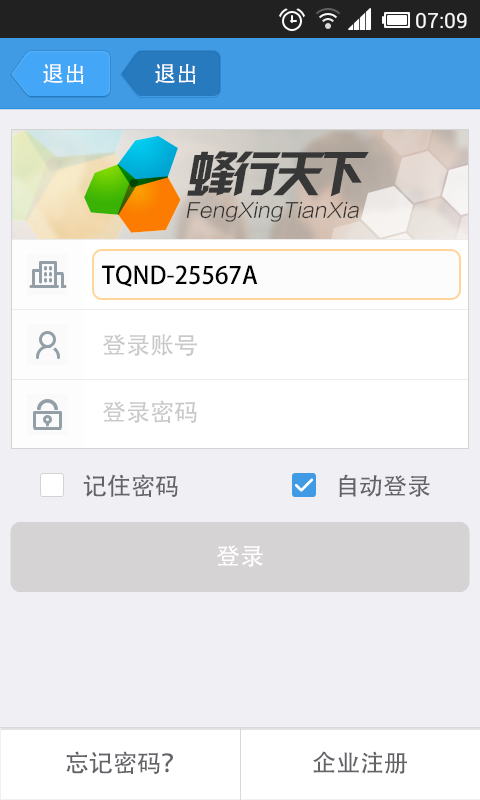 07:09
退出
退出
蜂行天下
FengXingTianXia
TQND-25567A
登录账号
登录密码
记住密码
自动登录
登录
忘记密码?
企业注册